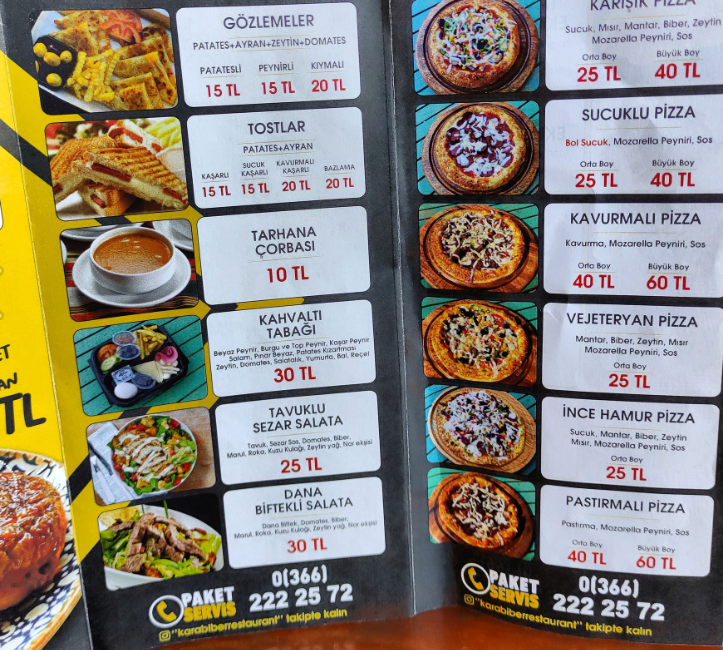 ET
AN
TL
GÖZLEMELER
PATATES+AYRAN+ZEYTİN+DOMATES
PATATESLİ PEYNİRLİ KIYMALI
15 TL 15 TL 20 TL
TOSTLAR
PATATES+AYRAN
KAŞARLI SUCUK KAŞARLI KAVURMALI KAŞARLI BAZLAMA
15 TL 15 TL 20 TL 20 TL
TARHANA
ÇORBASI
10 TL
KAHVALTI
TABAĞI
Beyaz Peynir, Burgu ve Top Peynir, Kaşar Peynir
Salam, Pınar Beyaz, Patates Kızartması
Zeytin, Domates, Salatalık, Yumurta, Bal, Reçel
30 TL
TAVUKLU
SEZAR SALATA
Tavuk, Sezar Sos, Domates, Biber,
Marul, Roka, Kuzu Kulağı, Zeytin yağ, Nar ekşisi
25 TL
DANA
BİFTEKLİ SALATA
Dana Biftek, Domates, Biber,
Marul, Roka, Kuzu Kulağı, Zeytin yağ, Nar ekşisi
30 TL
PAKET
SERVİS
0(366)
222 25 72
"karabiberrestaurant" takipte kalın
KARIŞIK PİZZA
Sucuk, Mısır, Mantar, Biber, Zeytin
Mozarella Peyniri, Sos
Orta Boy Büyük Boy
25 TL 40 TL
SUCUKLU PİZZA
Bol Sucuk, Mozarella Peyniri, Sos
Orta Boy Büyük Boy
25 TL 40 TL
KAVURMALI PİZZA
Kavurma, Mozarella Peyniri, Sos
Orta Boy Büyük Boy
40 TL 60 TL
VEJETERYAN PİZZA
Mantar, Biber, Zeytin, Mısır
Mozarella Peyniri, Sos
Orta Boy
25 TL
İNCE HAMUR PİZZA
Sucuk, Mantar, Biber, Zeytin
Mısır, Mozarella Peyniri, Sos
Orta Boy
25 TL
PASTIRMALI PİZZA
Pastırma, Mozarella Peyniri, Sos
Orta Boy Büyük Boy
40 TL 60 TL
PAKET
SERVİS
0(366)
222 25 72
"karabiberrestaurant" takipte kalın